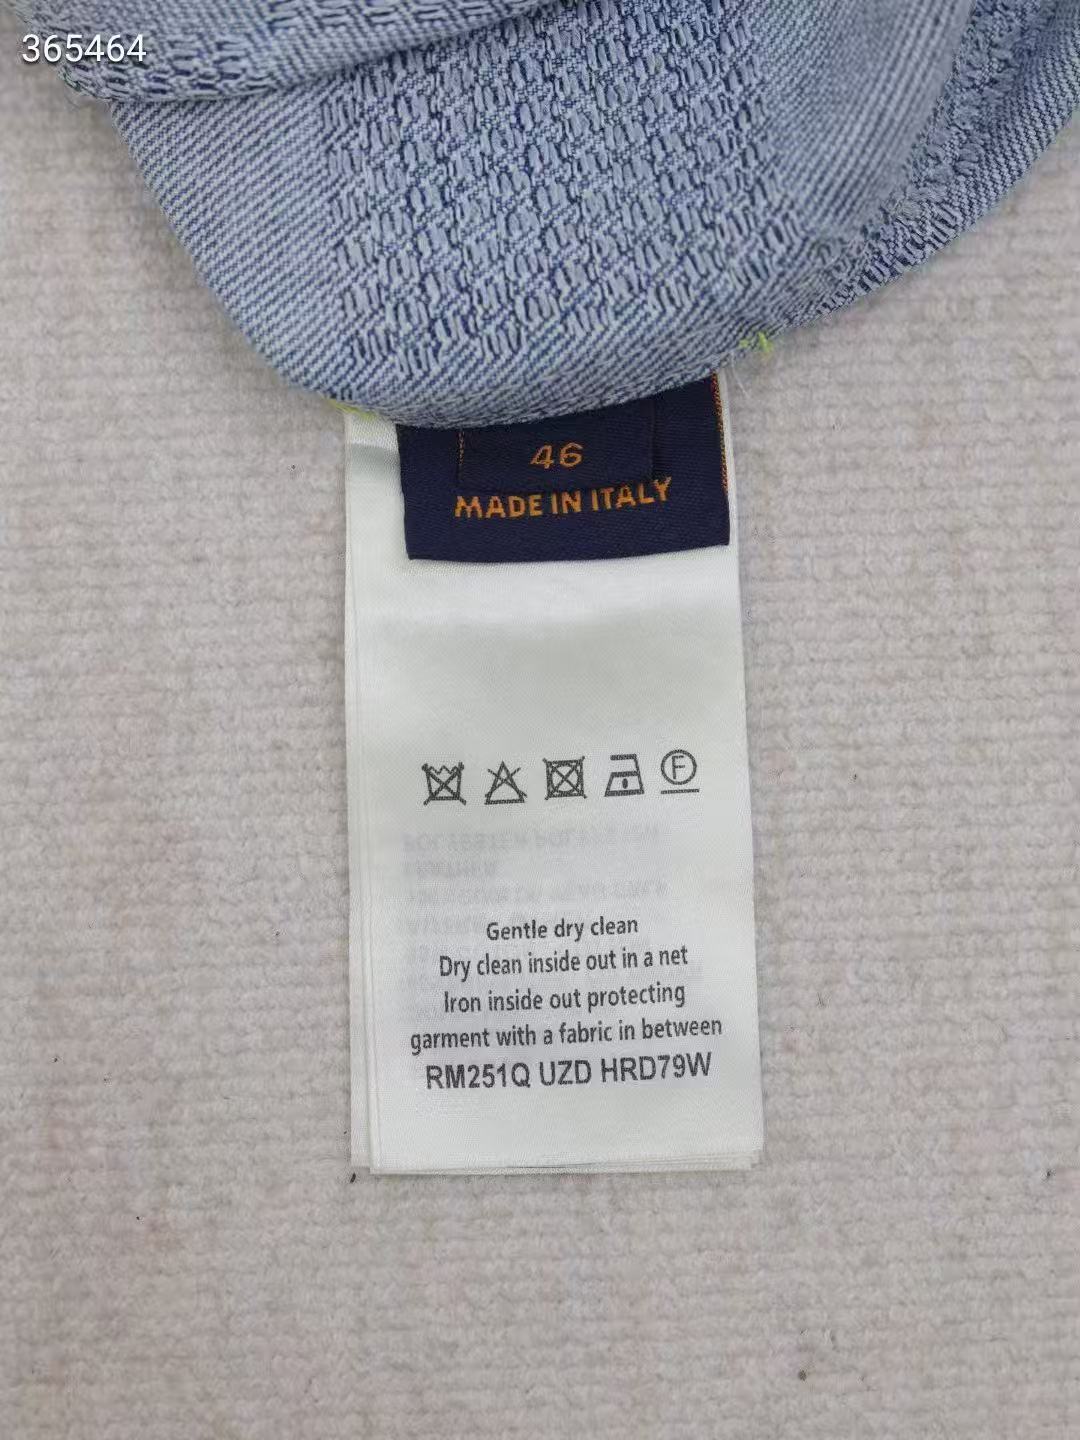 365464
46
MADE IN ITALY
F
Gentle dry clean
Dry clean inside out in a net
Iron inside out protecting
garment with a fabric in between
RM251Q UZD HRD79W